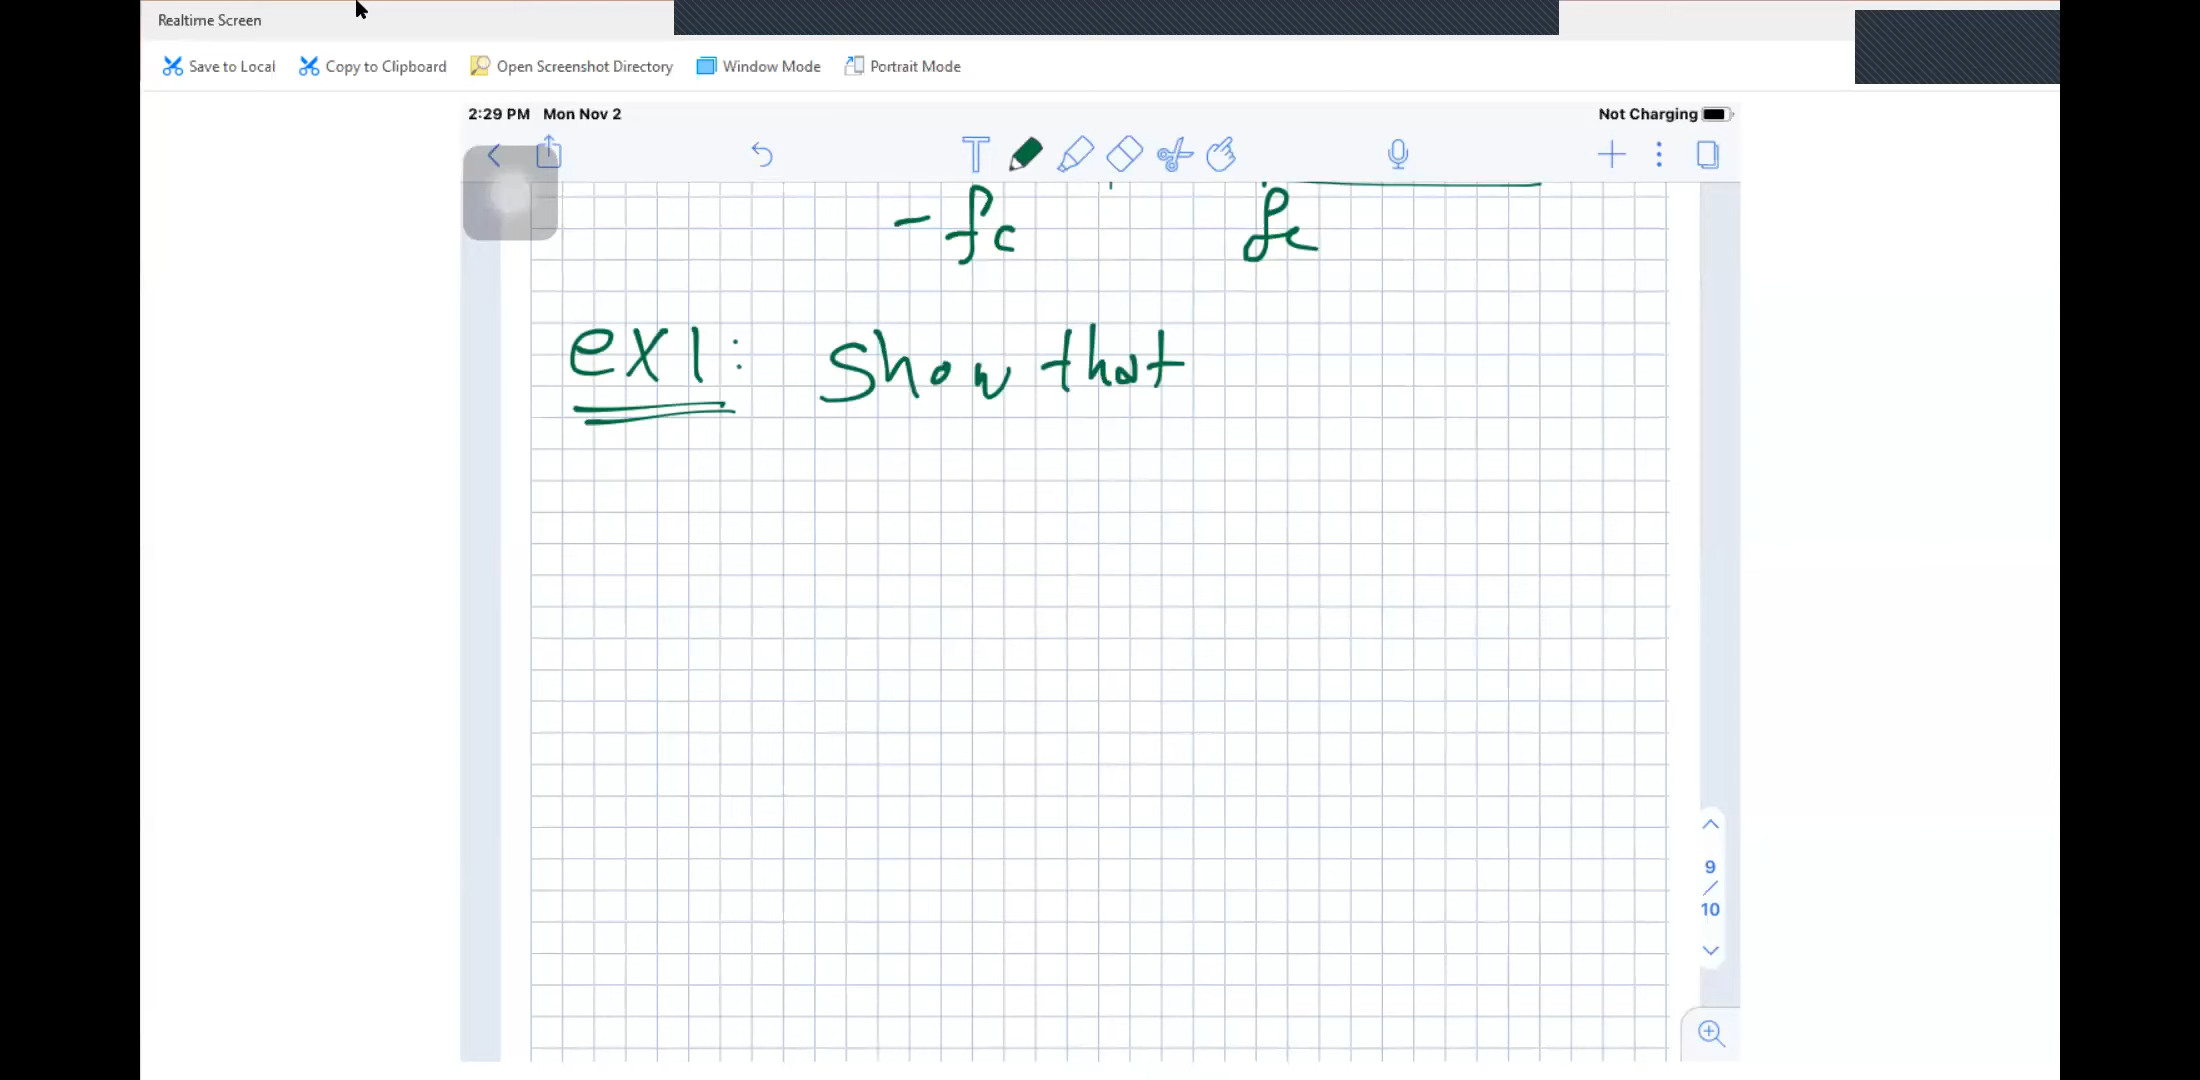 Realtime Screen
Save to Local Copy to Clipboard Open Screenshot Directory Window Mode Portrait Mode
2:29 PM Mon Nov 2 Not Charging
T
- fc fc
ex1: Show that
9
/
10